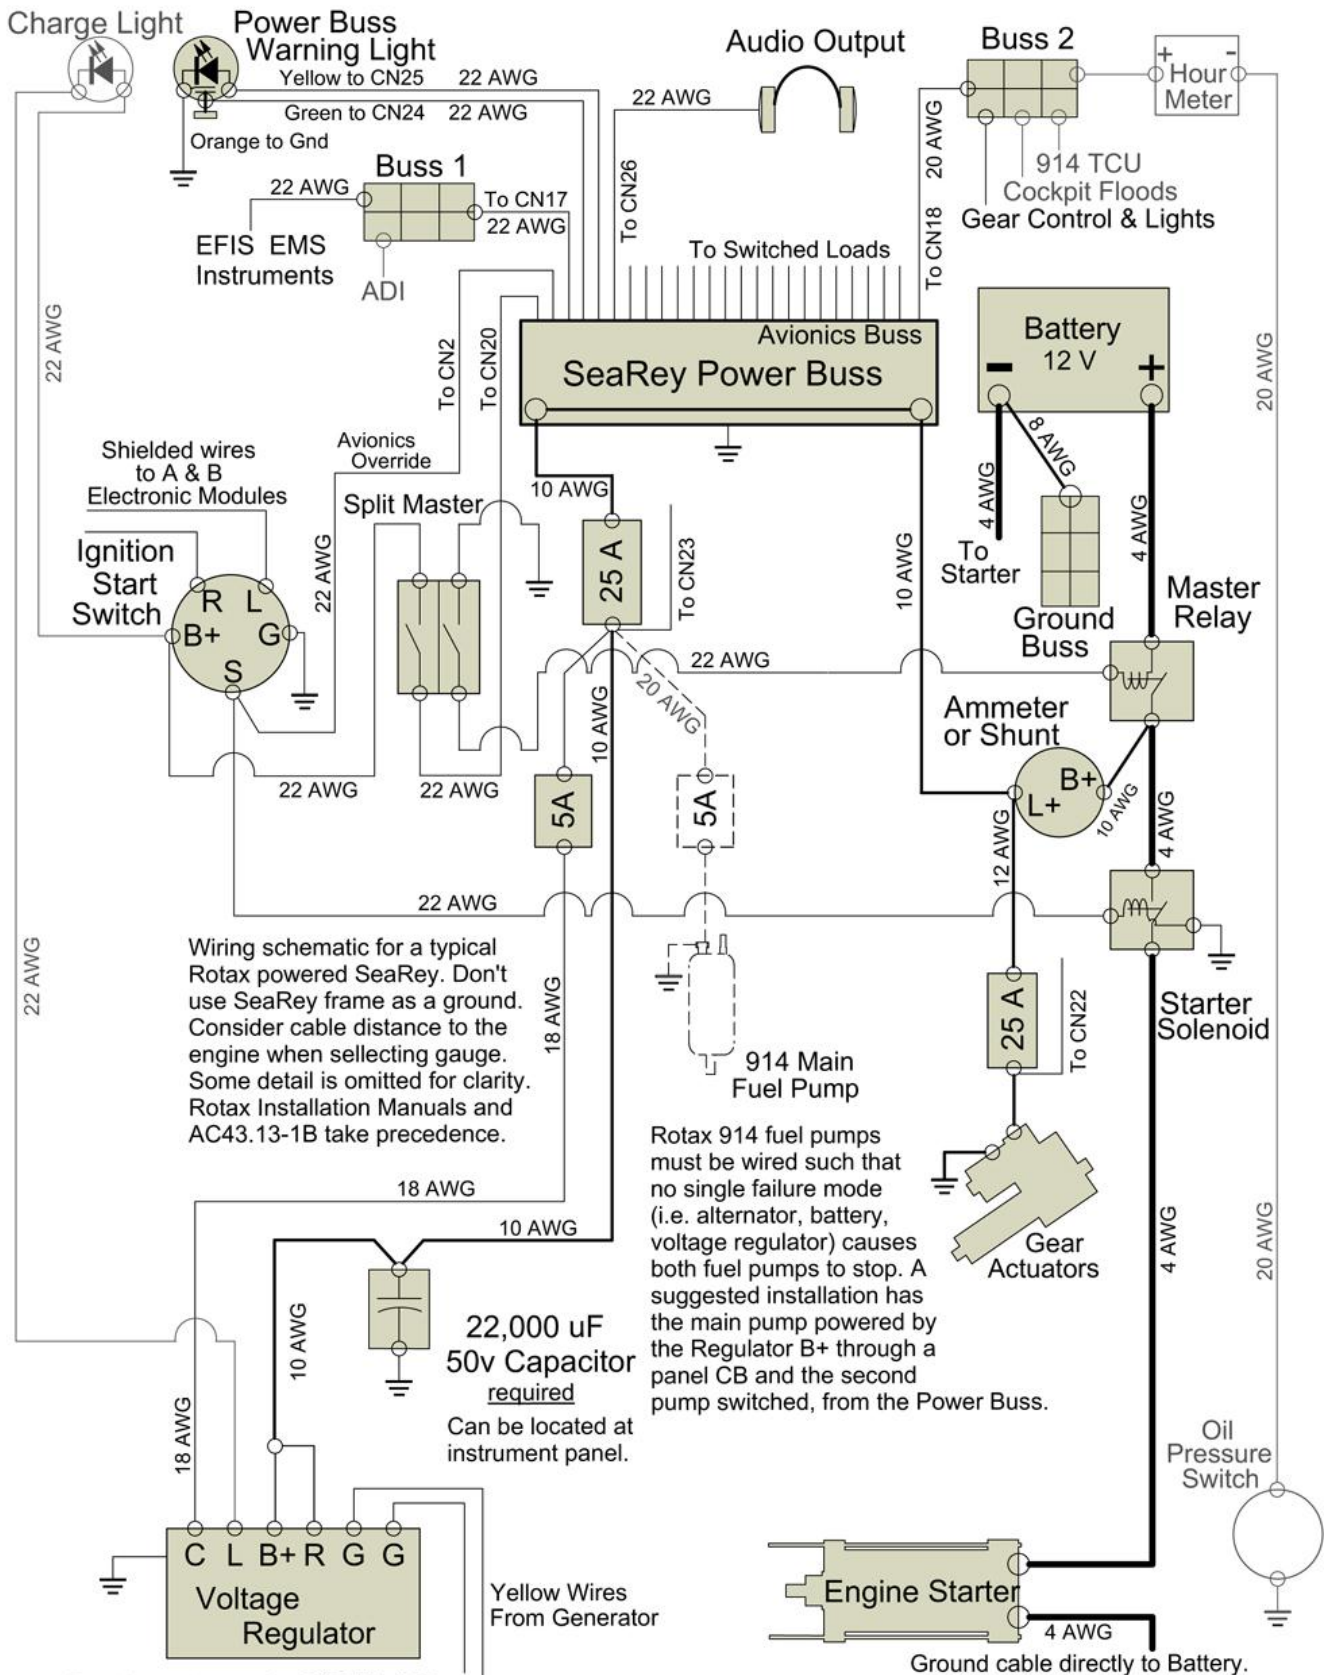 Charge Light
Power Buss
Warning Light
Yellow to CN25 22 AWG
Green to CN24 22 AWG
Orange to Gnd
Audio Output
22 AWG
To CN26
Buss 2
20 AWG
To CN18
+ -
Hour
Meter
914 TCU
Cockpit Floods
Gear Control & Lights
Buss 1
22 AWG
To CN17
22 AWG
EFIS EMS
Instruments
ADI
To Switched Loads
22 AWG
To CN2
To CN20
Avionics Buss
SeaRey Power Buss
Battery
12 V
- +
20 AWG
8 AWG
4 AWG
4 AWG
To
Starter
Ground
Buss
Shielded wires
to A & B
Electronic Modules
Avionics
Override
Split Master
10 AWG
25 A
To CN23
10 AWG
Ignition
Start
Switch
R L
B+ G
S
22 AWG
Master
Relay
22 AWG
20 AWG
10 AWG
Ammeter
or Shunt
B+
L+
10 AWG
4 AWG
22 AWG
22 AWG
5A
5A
12 AWG
22 AWG
22 AWG
Wiring schematic for a typical
Rotax powered SeaRey. Don't
use SeaRey frame as a ground.
Consider cable distance to the
engine when sellecting gauge.
Some detail is omitted for clarity.
Rotax Installation Manuals and
AC43.13-1B take precedence.
18 AWG
914 Main
Fuel Pump
25 A
To CN22
Starter
Solenoid
Rotax 914 fuel pumps
must be wired such that
no single failure mode
(i.e. alternator, battery,
voltage regulator) causes
both fuel pumps to stop. A
suggested installation has
the main pump powered by
the Regulator B+ through a
panel CB and the second
pump switched, from the Power Buss.
Gear
Actuators
4 AWG
20 AWG
18 AWG
10 AWG
10 AWG
22,000 uF
50v Capacitor
required
Can be located at
instrument panel.
18 AWG
Oil
Pressure
Switch
C L B+ R G G
Voltage
Regulator
Yellow Wires
From Generator
Engine Starter
4 AWG
Ground cable directly to Battery.